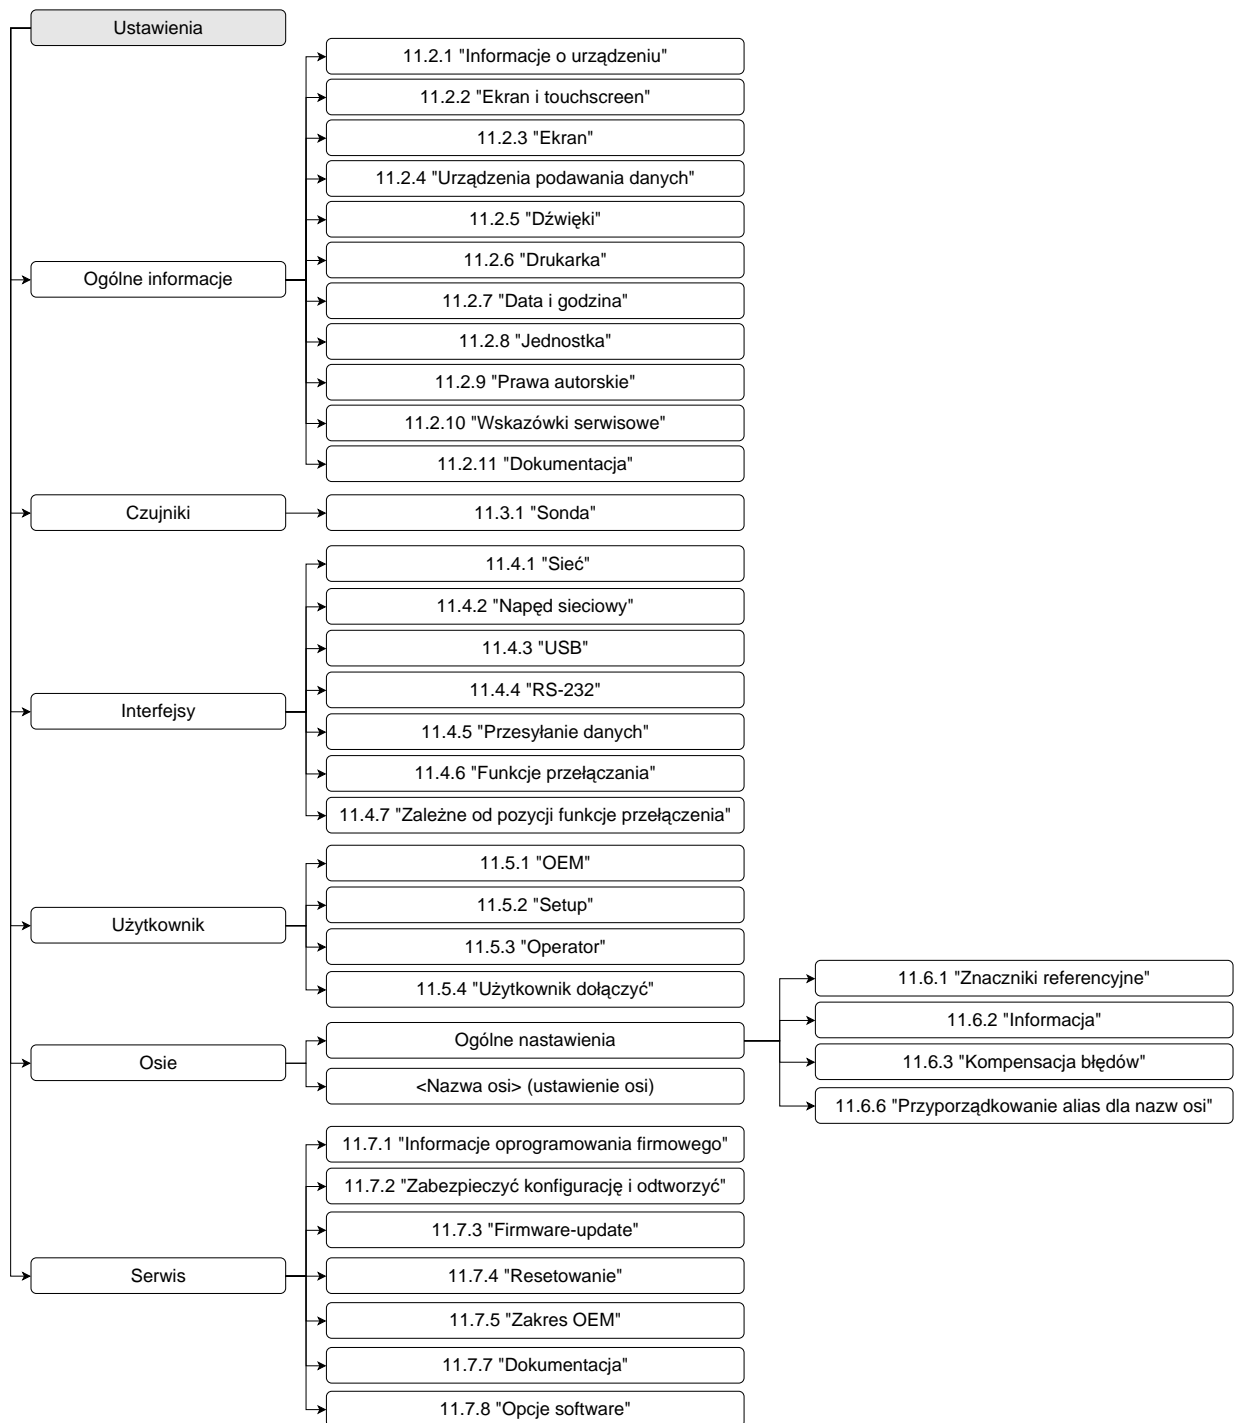 Ustawienia
Ogólne informacje
11.2.1 "Informacje o urządzeniu"
11.2.2 "Ekran i touchscreen"
11.2.3 "Ekran"
11.2.4 "Urządzenia podawania danych"
11.2.5 "Dźwięki"
11.2.6 "Drukarka"
11.2.7 "Data i godzina"
11.2.8 "Jednostka"
11.2.9 "Prawa autorskie"
11.2.10 "Wskazówki serwisowe"
11.2.11 "Dokumentacja"
Czujniki
11.3.1 "Sonda"
Interfejsy
11.4.1 "Sieć"
11.4.2 "Napęd sieciowy"
11.4.3 "USB"
11.4.4 "RS-232"
11.4.5 "Przesyłanie danych"
11.4.6 "Funkcje przełączania"
11.4.7 "Zależne od pozycji funkcje przełączenia"
Użytkownik
11.5.1 "OEM"
11.5.2 "Setup"
11.5.3 "Operator"
11.5.4 "Użytkownik dołączyć"
Osie
Ogólne nastawienia
11.6.1 "Znaczniki referencyjne"
11.6.2 "Informacja"
11.6.3 "Kompensacja błędów"
11.6.6 "Przyporządkowanie alias dla nazw osi"
<Nazwa osi> (ustawienie osi)
Serwis
11.7.1 "Informacje oprogramowania firmowego"
11.7.2 "Zabezpieczyć konfigurację i odtworzyć"
11.7.3 "Firmware-update"
11.7.4 "Resetowanie"
11.7.5 "Zakres OEM"
11.7.7 "Dokumentacja"
11.7.8 "Opcje software"